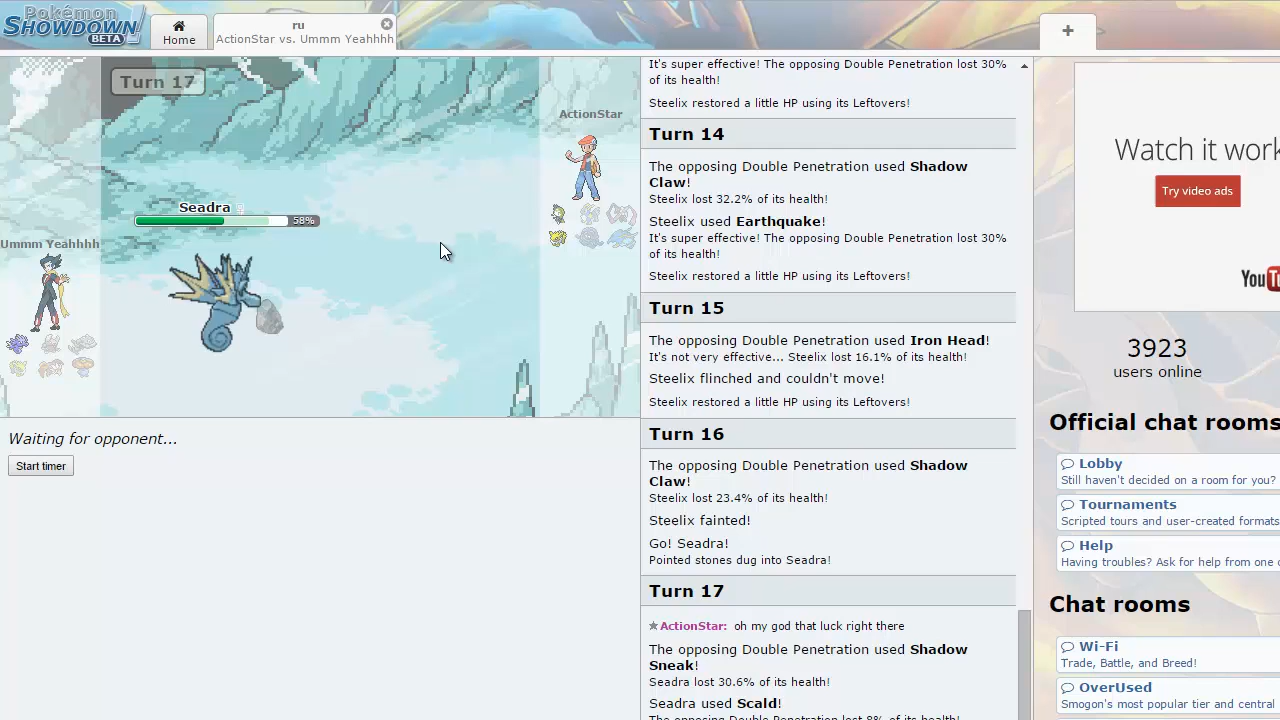 Pokémon
SHOWDOWN!
BETA
Home
ru
ActionStar vs. Ummm Yeahhhh
+
Turn 17
ActionStar
Seadra
58%
Ummm Yeahhhh
Waiting for opponent...
Start timer
It's super effective! The opposing Double Penetration lost 30%
of its health!
Steelix restored a little HP using its Leftovers!
Turn 14
The opposing Double Penetration used Shadow
Claw!
Steelix lost 32.2% of its health!
Steelix used Earthquake!
It's super effective! The opposing Double Penetration lost 30%
of its health!
Steelix restored a little HP using its Leftovers!
Turn 15
The opposing Double Penetration used Iron Head!
It's not very effective... Steelix lost 16.1% of its health!
Steelix flinched and couldn't move!
Steelix restored a little HP using its Leftovers!
Turn 16
The opposing Double Penetration used Shadow
Claw!
Steelix lost 23.4% of its health!
Steelix fainted!
Go! Seadra!
Pointed stones dug into Seadra!
Turn 17
★ActionStar: oh my god that luck right there
The opposing Double Penetration used Shadow
Sneak!
Seadra lost 30.6% of its health!
Seadra used Scald!
The opposing Double Penetration lost 8% of its health!
Watch it work
Try video ads
You
3923
users online
Official chat rooms
Lobby
Still haven't decided on a room for you?
Tournaments
Scripted tours and user-created formats
Help
Having troubles? Ask for help from one o
Chat rooms
Wi-Fi
Trade, Battle, and Breed!
OverUsed
Smogon's most popular tier and central